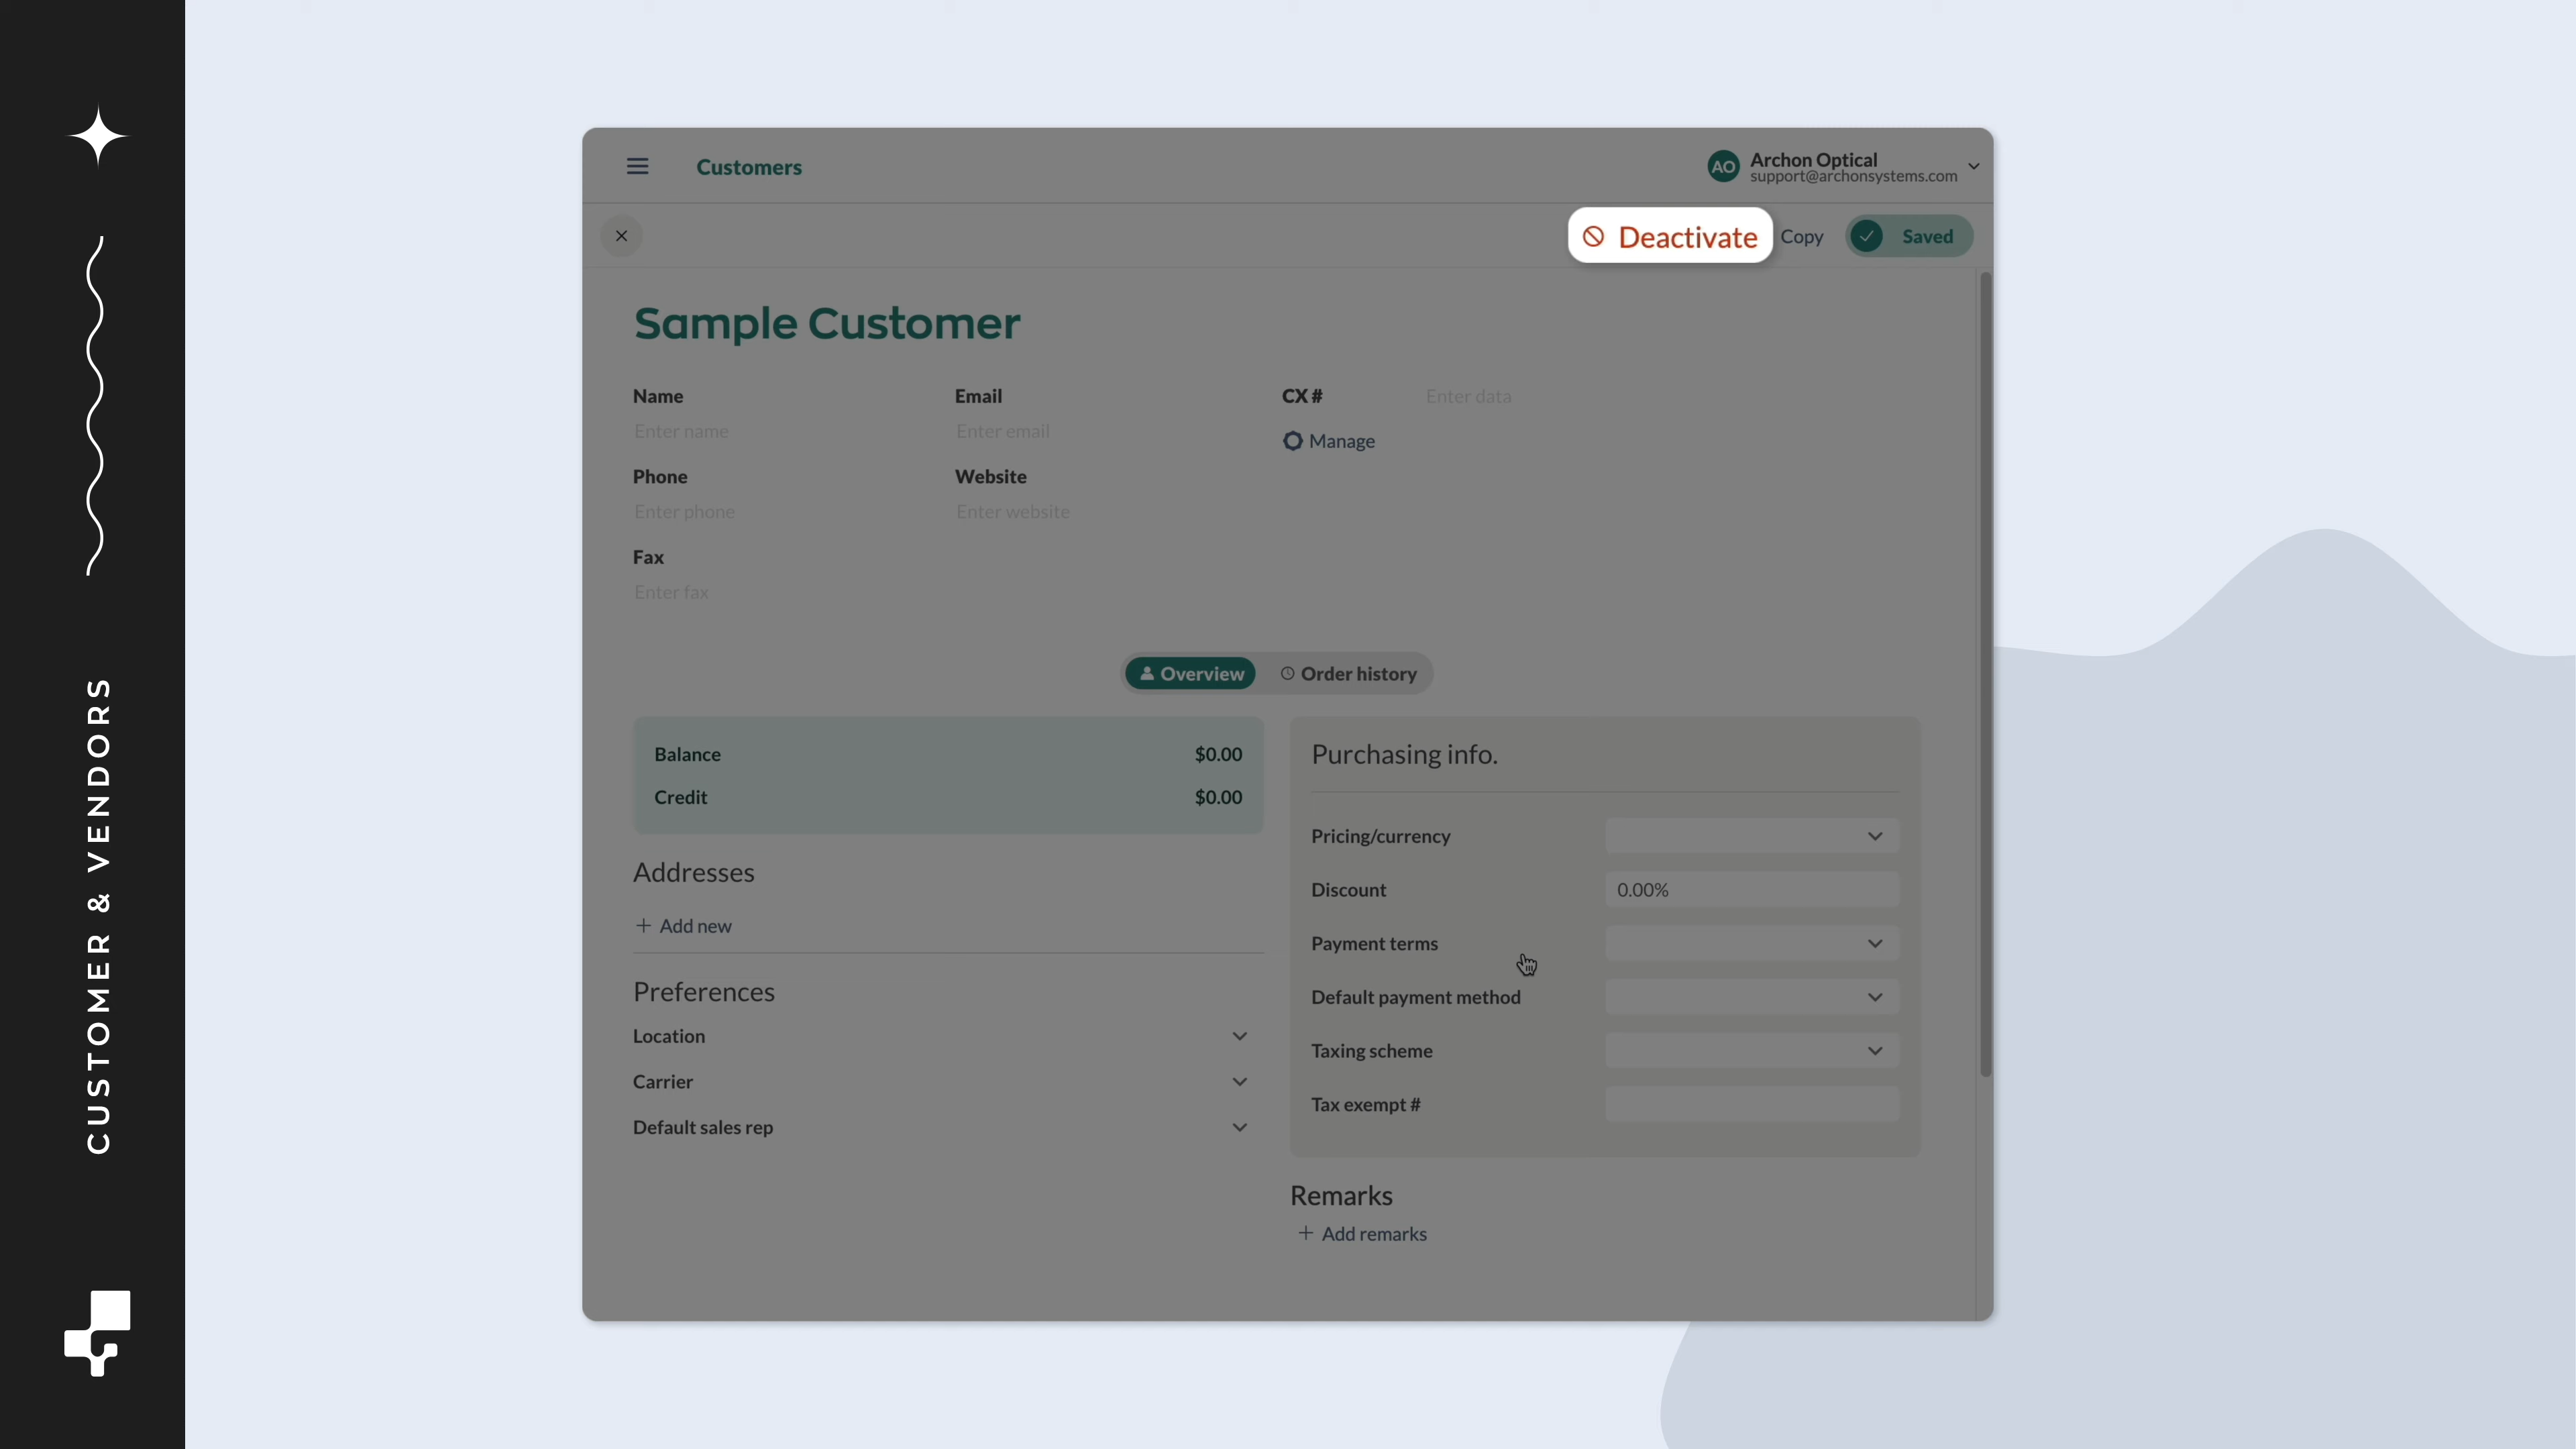 CUSTOMER & VENDORS
Customers
AO
Archon Optical
support@archonsystems.com
Deactivate
Copy
Saved
Sample Customer
Name
Enter name
Email
Enter email
CX #
Enter data
Manage
Phone
Enter phone
Website
Enter website
Fax
Enter fax
Overview
Order history
Balance $0.00
Credit $0.00
Addresses
Add new
Preferences
Location
Carrier
Default sales rep
Purchasing info.
Pricing/currency
Discount 0.00%
Payment terms
Default payment method
Taxing scheme
Tax exempt #
Remarks
Add remarks